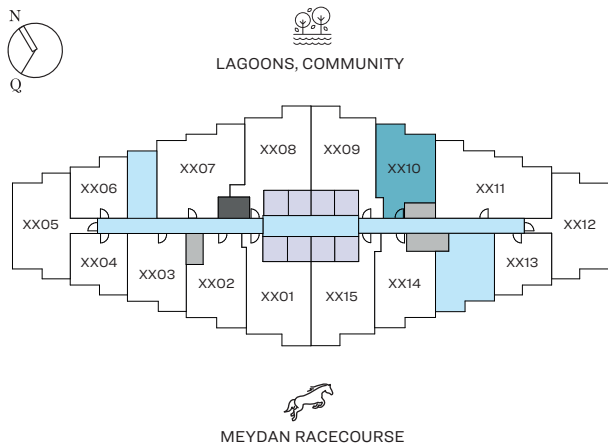 N
Q
LAGOONS, COMMUNITY
XX08 XX09
XX07 XX10
XX06 XX11
XX05 XX12
XX04 XX13
XX03 XX02 XX14
XX01 XX15
MEYDAN RACECOURSE